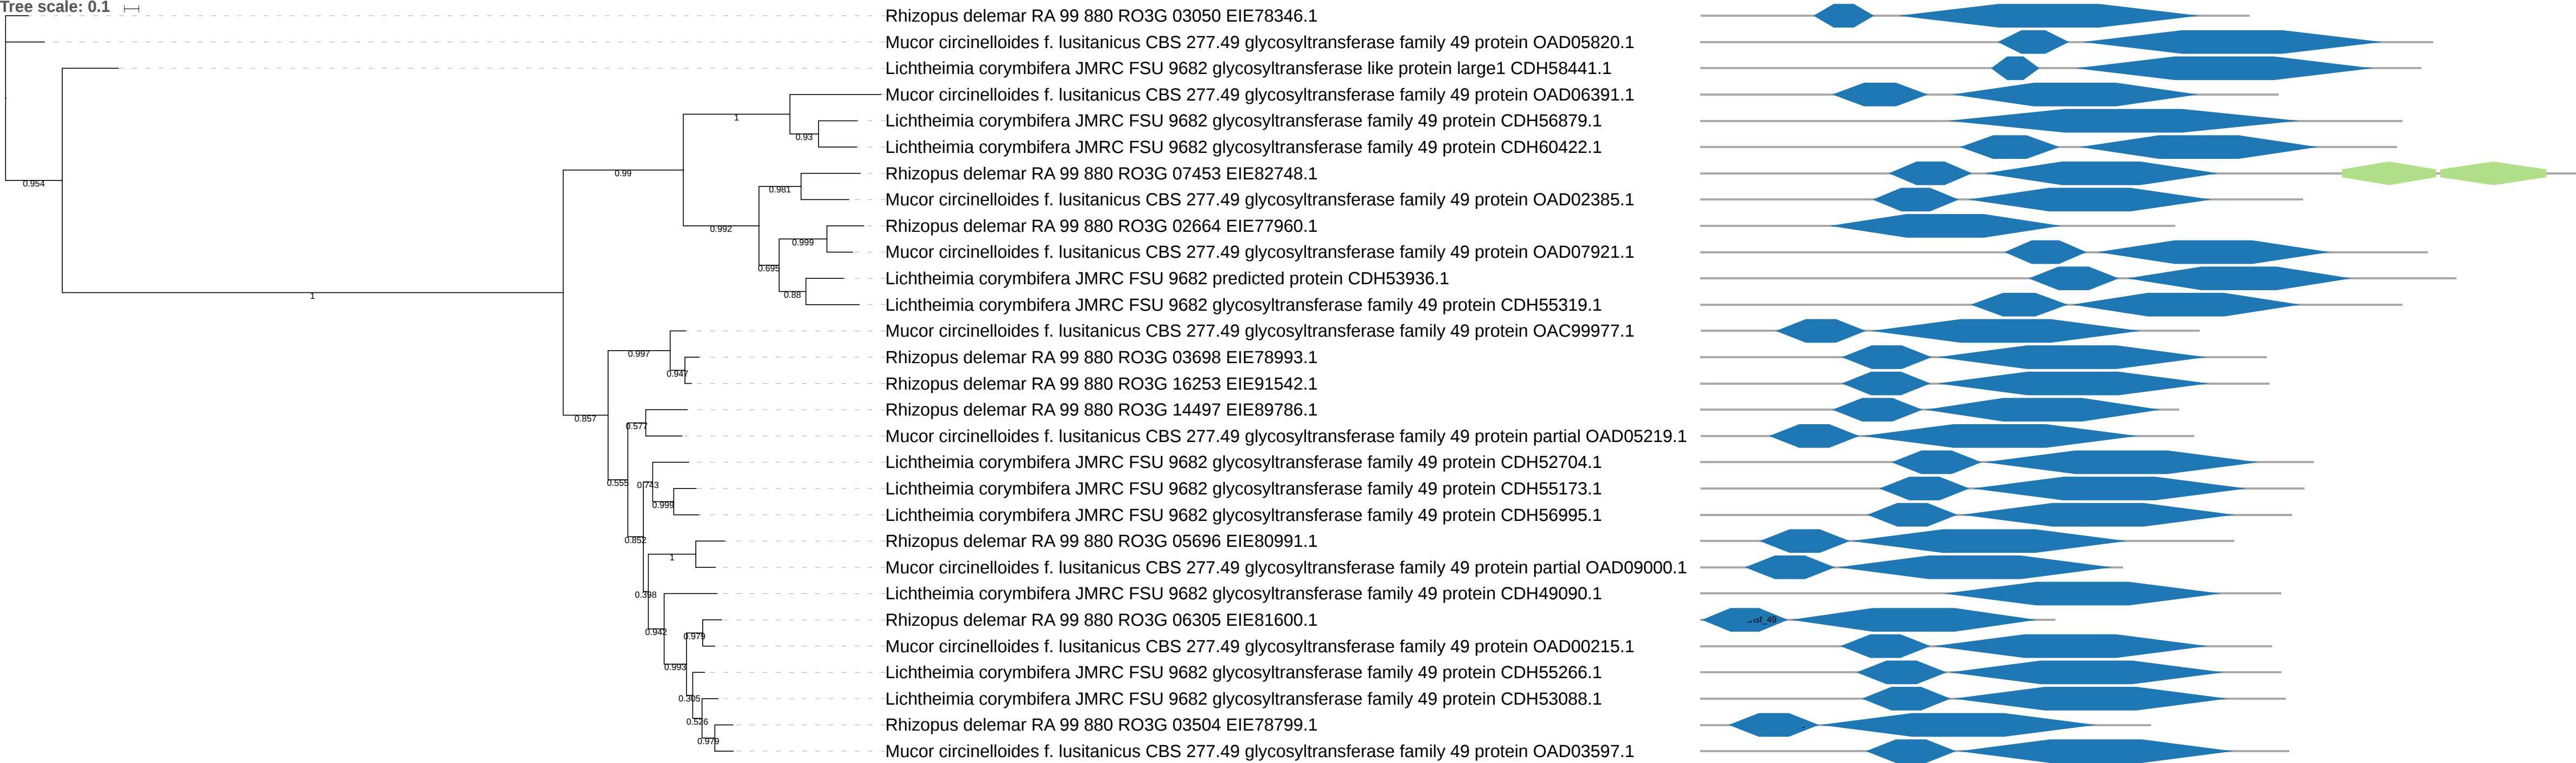 Tree scale: 0.1
Rhizopus delemar RA 99 880 RO3G 03050 EIE78346.1
Mucor circinelloides f. lusitanicus CBS 277.49 glycosyltransferase family 49 protein OAD05820.1
Lichtheimia corymbifera JMRC FSU 9682 glycosyltransferase like protein large1 CDH58441.1
Mucor circinelloides f. lusitanicus CBS 277.49 glycosyltransferase family 49 protein OAD06391.1
1
Lichtheimia corymbifera JMRC FSU 9682 glycosyltransferase family 49 protein CDH56879.1
0.93
Lichtheimia corymbifera JMRC FSU 9682 glycosyltransferase family 49 protein CDH60422.1
0.99
Rhizopus delemar RA 99 880 RO3G 07453 EIE82748.1
0.954
0.981
Mucor circinelloides f. lusitanicus CBS 277.49 glycosyltransferase family 49 protein OAD02385.1
0.992
Rhizopus delemar RA 99 880 RO3G 02664 EIE77960.1
0.999
Mucor circinelloides f. lusitanicus CBS 277.49 glycosyltransferase family 49 protein OAD07921.1
0.695
Lichtheimia corymbifera JMRC FSU 9682 predicted protein CDH53936.1
1
0.88
Lichtheimia corymbifera JMRC FSU 9682 glycosyltransferase family 49 protein CDH55319.1
Mucor circinelloides f. lusitanicus CBS 277.49 glycosyltransferase family 49 protein OAC99977.1
0.997
Rhizopus delemar RA 99 880 RO3G 03698 EIE78993.1
0.947
Rhizopus delemar RA 99 880 RO3G 16253 EIE91542.1
Rhizopus delemar RA 99 880 RO3G 14497 EIE89786.1
0.857
0.577
Mucor circinelloides f. lusitanicus CBS 277.49 glycosyltransferase family 49 protein partial OAD05219.1
Lichtheimia corymbifera JMRC FSU 9682 glycosyltransferase family 49 protein CDH52704.1
0.555
0.743
Lichtheimia corymbifera JMRC FSU 9682 glycosyltransferase family 49 protein CDH55173.1
0.999
Lichtheimia corymbifera JMRC FSU 9682 glycosyltransferase family 49 protein CDH56995.1
0.852
Rhizopus delemar RA 99 880 RO3G 05696 EIE80991.1
1
Mucor circinelloides f. lusitanicus CBS 277.49 glycosyltransferase family 49 protein partial OAD09000.1
0.398
Lichtheimia corymbifera JMRC FSU 9682 glycosyltransferase family 49 protein CDH49090.1
Rhizopus delemar RA 99 880 RO3G 06305 EIE81600.1
0.942
0.979
Mucor circinelloides f. lusitanicus CBS 277.49 glycosyltransferase family 49 protein OAD00215.1
0.993
Lichtheimia corymbifera JMRC FSU 9682 glycosyltransferase family 49 protein CDH55266.1
0.305
Lichtheimia corymbifera JMRC FSU 9682 glycosyltransferase family 49 protein CDH53088.1
0.526
Rhizopus delemar RA 99 880 RO3G 03504 EIE78799.1
0.979
Mucor circinelloides f. lusitanicus CBS 277.49 glycosyltransferase family 49 protein OAD03597.1